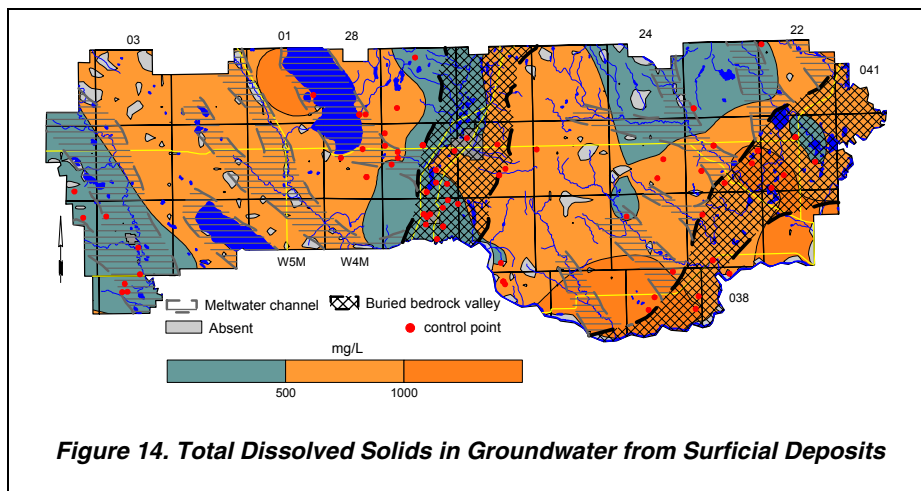 03 01 28 24 22
041
W5M W4M
038
Meltwater channel Buried bedrock valley
Absent control point
mg/L
500 1000
Figure 14. Total Dissolved Solids in Groundwater from Surficial Deposits